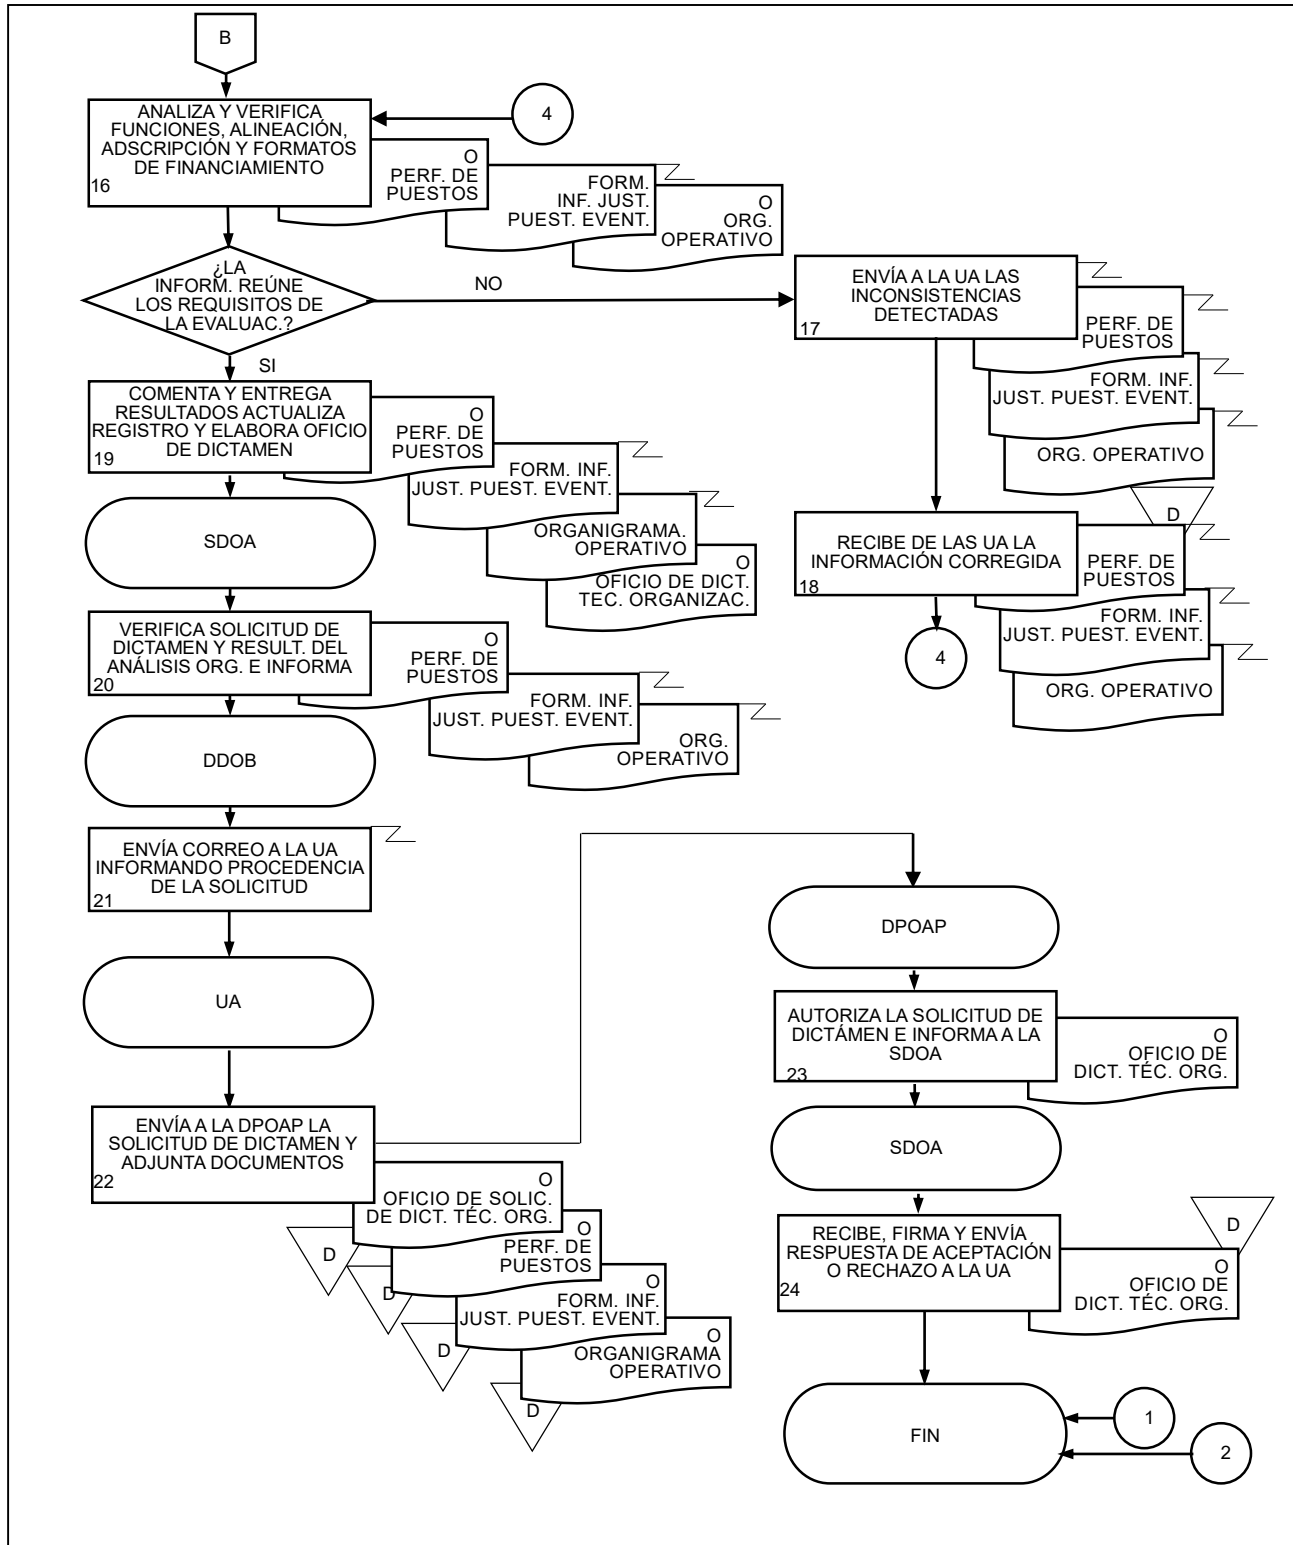 B
ANALIZA Y VERIFICA
FUNCIONES, ALINEACIÓN,
ADSCRIPCIÓN Y FORMATOS
DE FINANCIAMIENTO
16
4
O
PERF. DE
PUESTOS
FORM.
INF. JUST.
PUEST. EVENT.
O
ORG.
OPERATIVO
¿LA
INFORM. REÚNE
LOS REQUISITOS DE
LA EVALUAC.?
NO
SI
ENVÍA A LA UA LAS
INCONSISTENCIAS
DETECTADAS
17
PERF. DE
PUESTOS
FORM. INF.
JUST. PUEST. EVENT.
ORG. OPERATIVO
D
RECIBE DE LAS UA LA
INFORMACIÓN CORREGIDA
18
PERF. DE
PUESTOS
FORM. INF.
JUST. PUEST. EVENT.
ORG. OPERATIVO
4
COMENTA Y ENTREGA
RESULTADOS ACTUALIZA
REGISTRO Y ELABORA OFICIO
DE DICTAMEN
19
O
PERF. DE
PUESTOS
FORM. INF.
JUST. PUEST. EVENT.
ORGANIGRAMA.
OPERATIVO
O
OFICIO DE DICT.
TEC. ORGANIZAC.
SDOA
VERIFICA SOLICITUD DE
DICTAMEN Y RESULT. DEL
ANÁLISIS ORG. E INFORMA
20
O
PERF. DE
PUESTOS
FORM. INF.
JUST. PUEST. EVENT.
ORG.
OPERATIVO
DDOB
ENVÍA CORREO A LA UA
INFORMANDO PROCEDENCIA
DE LA SOLICITUD
21
UA
ENVÍA A LA DPOAP LA
SOLICITUD DE DICTAMEN Y
ADJUNTA DOCUMENTOS
22
O
OFICIO DE SOLIC.
DE DICT. TÉC. ORG.
D
O
PERF. DE
PUESTOS
D
O
FORM. INF.
JUST. PUEST. EVENT.
D
O
ORGANIGRAMA
OPERATIVO
D
DPOAP
AUTORIZA LA SOLICITUD DE
DICTÁMEN E INFORMA A LA
SDOA
23
O
OFICIO DE
DICT. TÉC. ORG.
SDOA
RECIBE, FIRMA Y ENVÍA
RESPUESTA DE ACEPTACIÓN
O RECHAZO A LA UA
24
D
O
OFICIO DE
DICT. TÉC. ORG.
FIN
1
2